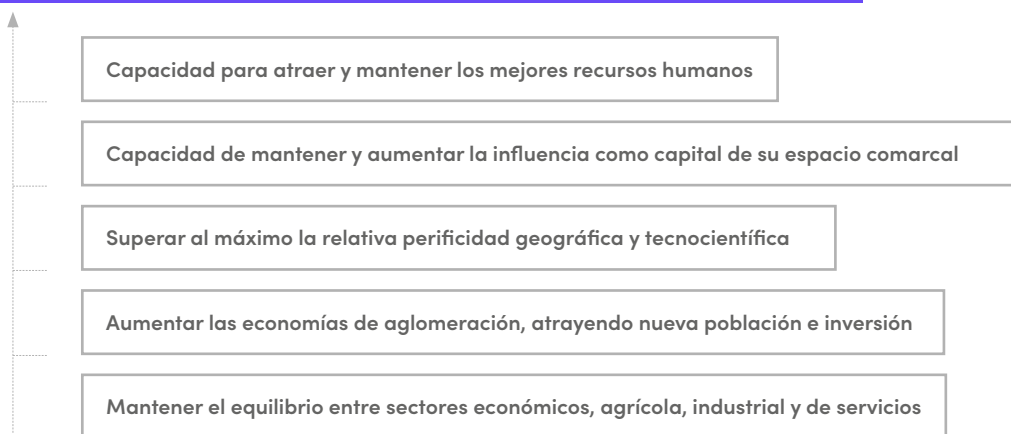 Capacidad para atraer y mantener los mejores recursos humanos
Capacidad de mantener y aumentar la influencia como capital de su espacio comarcal
Superar al máximo la relativa perificidad geográfica y tecnocientífica
Aumentar las economías de aglomeración, atrayendo nueva población e inversión
Mantener el equilibrio entre sectores económicos, agrícola, industrial y de servicios